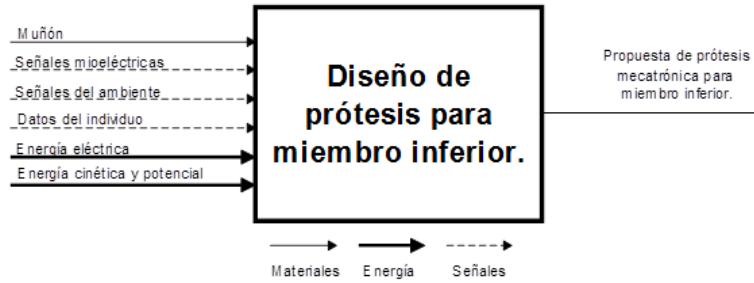 Muñón
Señales mioeléctricas
Señales del ambiente
Datos del individuo
Energía eléctrica
Energía cinética y potencial
Diseño de
prótesis para
miembro inferior.
Propuesta de prótesis
mecatrónica para
miembro inferior.
Materiales
Energía
Señales